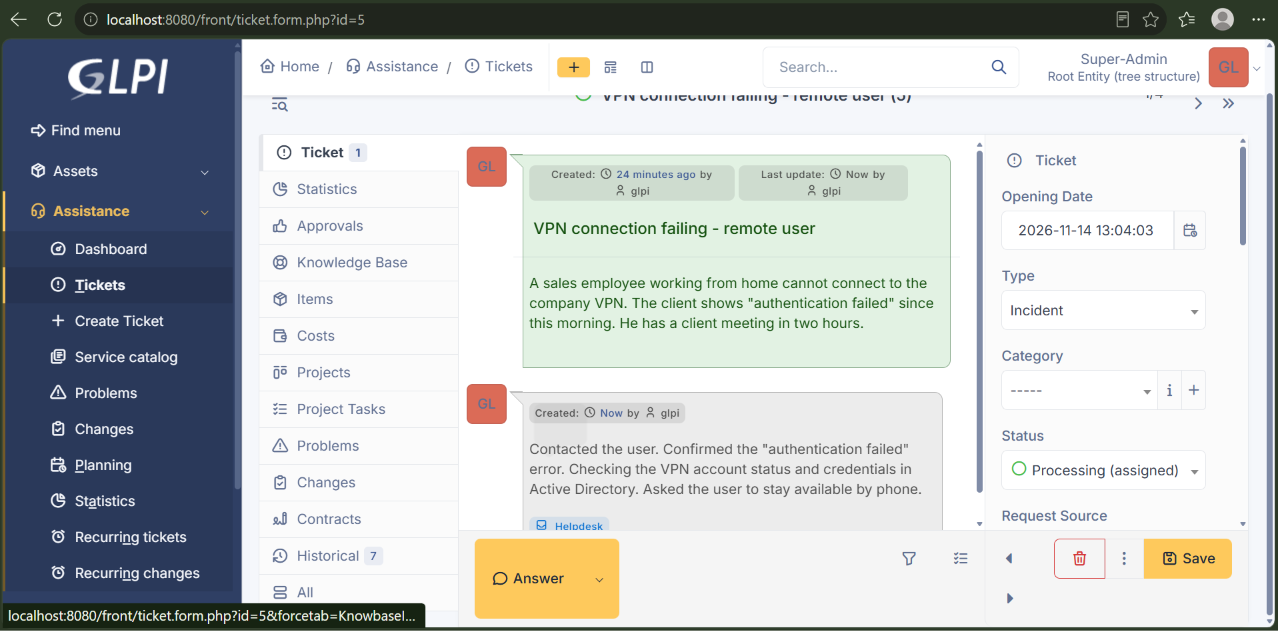 localhost:8080/front/ticket.form.php?id=5
GLPI
Find menu
Assets
Assistance
Dashboard
Tickets
Create Ticket
Service catalog
Problems
Changes
Planning
Statistics
Recurring tickets
Recurring changes
localhost:8080/front/ticket.form.php?id=5&forcetab=Knowbasel...
Home / Assistance / Tickets
+
Search...
Super-Admin
Root Entity (tree structure)
GL
VPN connection failing - remote user (5)
1/4
Ticket 1
Statistics
Approvals
Knowledge Base
Items
Costs
Projects
Project Tasks
Problems
Changes
Contracts
Historical 7
All
GL
Created: 24 minutes ago by
glpi
Last update: Now by
glpi
VPN connection failing - remote user
A sales employee working from home cannot connect to the
company VPN. The client shows "authentication failed" since
this morning. He has a client meeting in two hours.
GL
Created: Now by glpi
Contacted the user. Confirmed the "authentication failed"
error. Checking the VPN account status and credentials in
Active Directory. Asked the user to stay available by phone.
Helpdesk
Answer
Ticket
Opening Date
2026-11-14 13:04:03
Type
Incident
Category
-----
i +
Status
Processing (assigned)
Request Source
Save